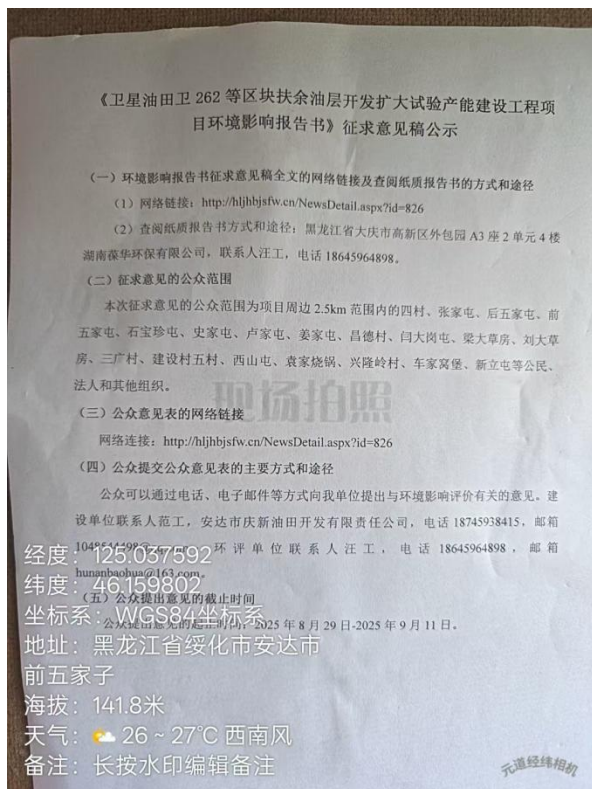 《卫星油田卫 262 等区块扶余油层开发扩大试验产能建设工程项
目环境影响报告书》征求意见稿公示
（一）环境影响报告书征求意见稿全文的网络链接及查阅纸质报告书的方式和途径
（1）网络链接：http://hljhbjsfw.cn/NewsDetail.aspx?id=826
（2）查阅纸质报告书方式和途径：黑龙江省大庆市高新区外包园 A3 座 2 单元 4 楼
湖南葆华环保有限公司，联系人汪工，电话 18645964898。
（二）征求意见的公众范围
本次征求意见的公众范围为项目周边 2.5km 范围内的四村、张家屯、后五家屯、前
五家屯、石宝珍屯、史家屯、卢家屯、姜家屯、昌德村、闫大岗屯、梁大草房、刘大草
房、三广村、建设村五村、西山屯、袁家烧锅、兴隆岭村、车家窝堡、新立屯等公民、
法人和其他组织。
现场拍照
（三）公众意见表的网络链接
网络连接：http://hljhbjsfw.cn/NewsDetail.aspx?id=826
（四）公众提交公众意见表的主要方式和途径
公众可以通过电话、电子邮件等方式向我单位提出与环境影响评价有关的意见。建
设单位联系人范工，安达市庆新油田开发有限责任公司，电话 18745938415，邮箱
环评单位联系人汪工，电话 18645964898，邮箱
hunanbaohua@163.com。
（五）公众提出意见的截止时间
公众提出意见的起止时间：2025 年 8 月 29 日-2025 年 9 月 11 日。
经度：125.037592
纬度：46.159802
坐标系：WGS84坐标系
地址：黑龙江省绥化市安达市
前五家子
海拔：141.8米
天气：26 ~ 27℃ 西南风
备注：长按水印编辑备注
元道经纬相机